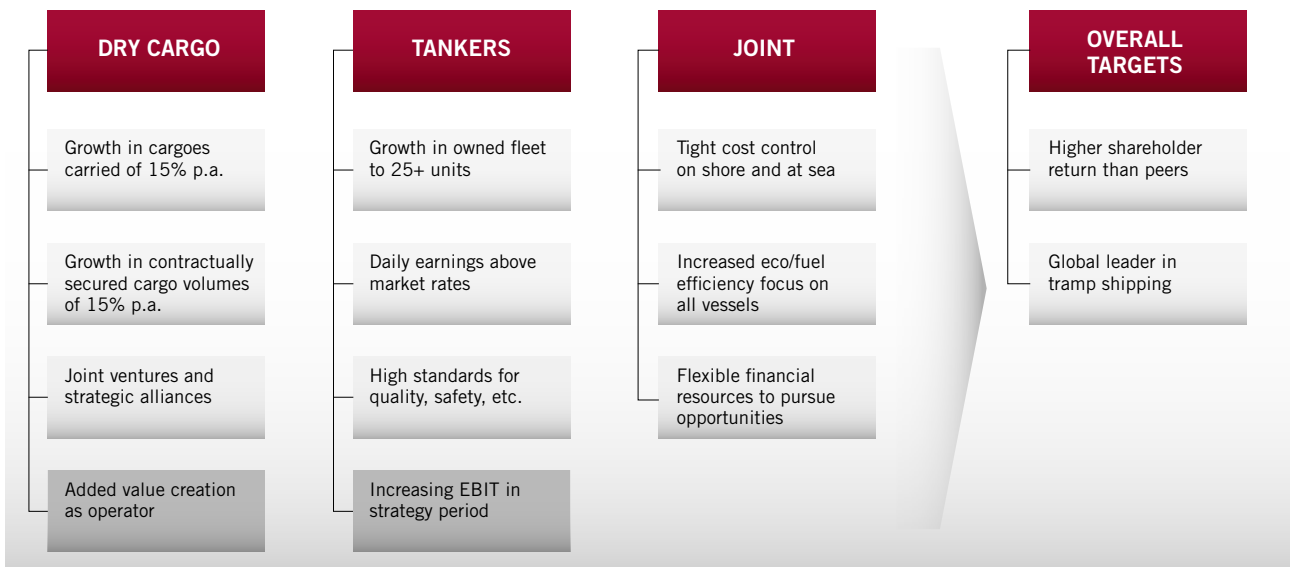 DRY CARGO
Growth in cargoes
carried of 15% p.a.
Growth in contractually
secured cargo volumes
of 15% p.a.
Joint ventures and
strategic alliances
Added value creation
as operator
TANKERS
Growth in owned fleet
to 25+ units
Daily earnings above
market rates
High standards for
quality, safety, etc.
Increasing EBIT in
strategy period
JOINT
Tight cost control
on shore and at sea
Increased eco/fuel
efficiency focus on
all vessels
Flexible financial
resources to pursue
opportunities
OVERALL
TARGETS
Higher shareholder
return than peers
Global leader in
tramp shipping